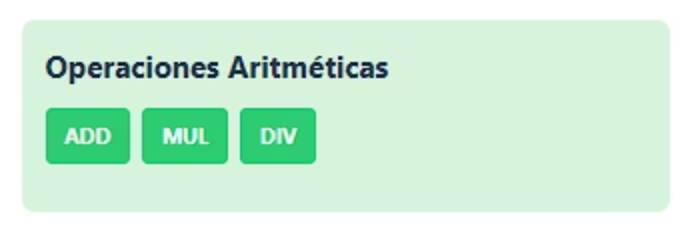 Operaciones Aritméticas
ADD MUL DIV